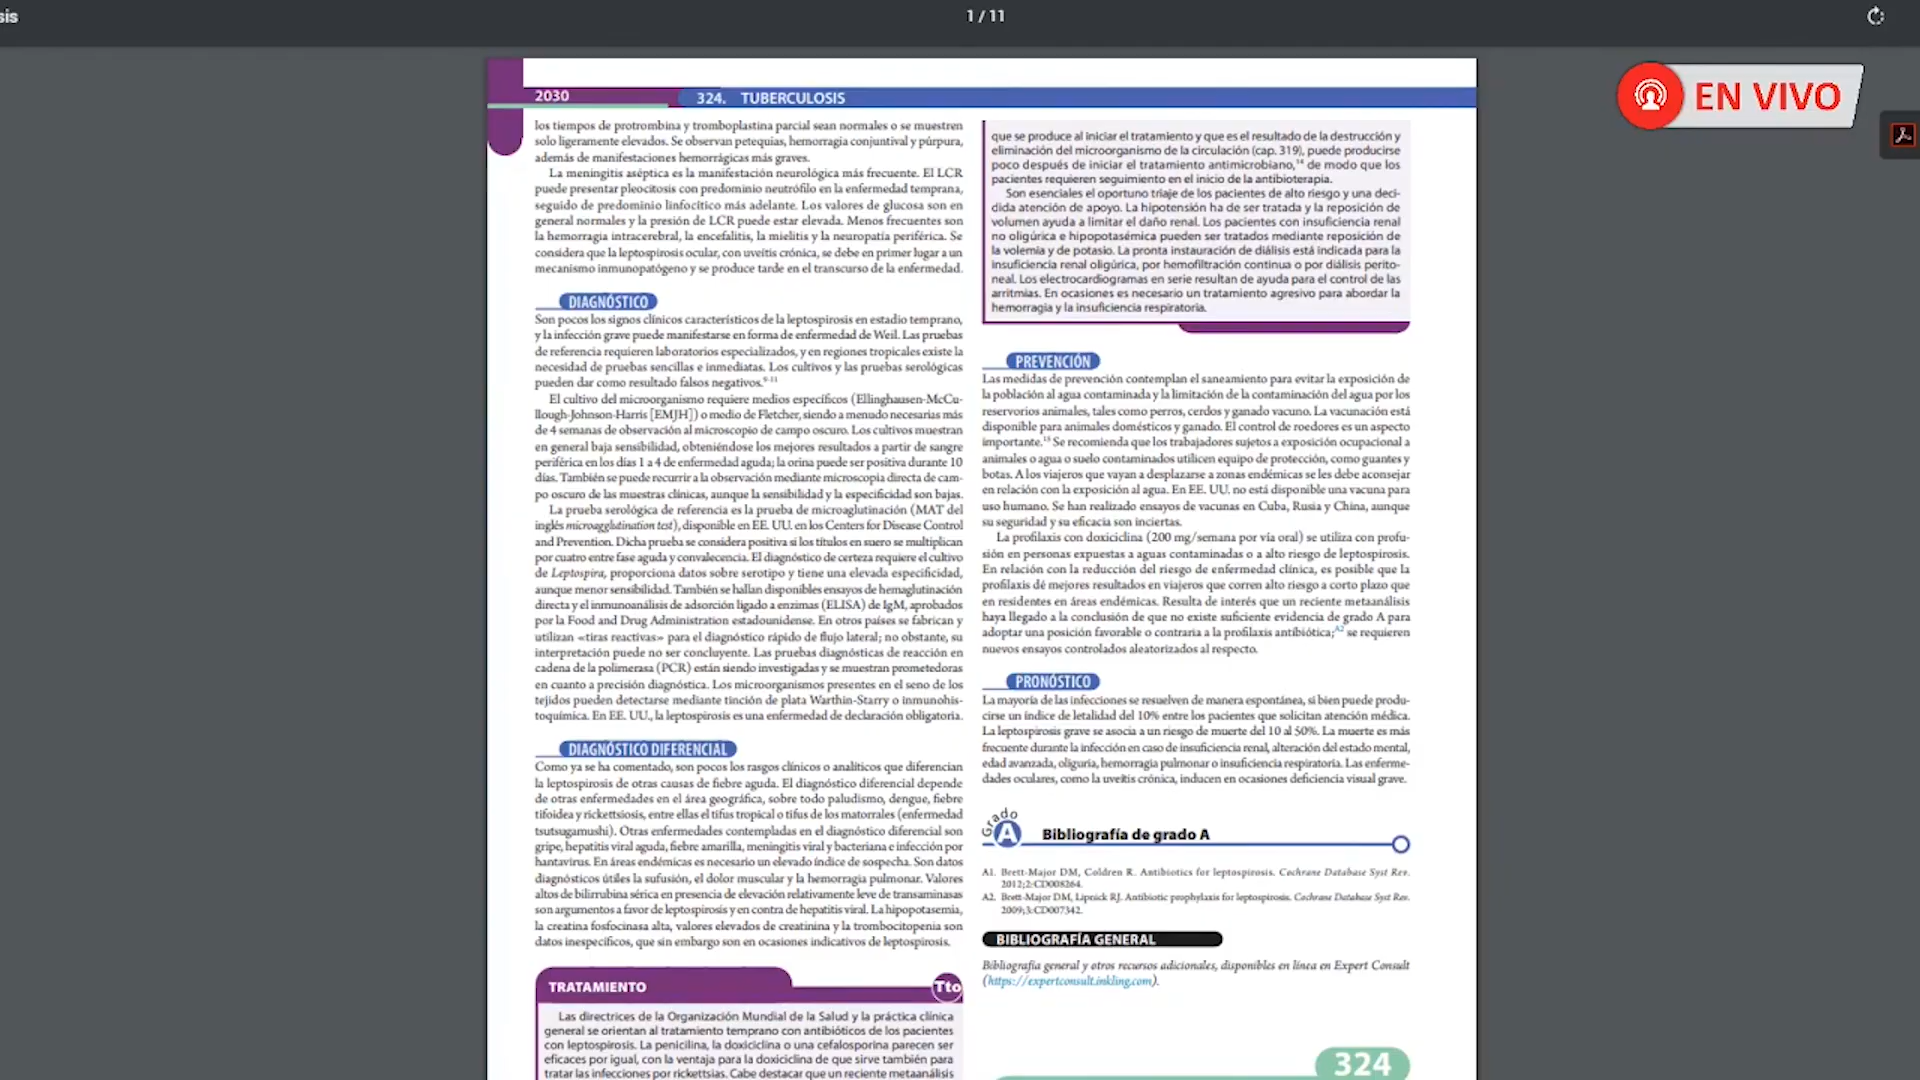 sis
1 / 11
EN VIVO
2030
324. TUBERCULOSIS
los tiempos de protrombina y tromboplastina parcial sean normales o se muestren
solo ligeramente elevados. Se observan petequias, hemorragia conjuntival y púrpura,
además de manifestaciones hemorrágicas más graves.
La meningitis aséptica es la manifestación neurológica más frecuente. El LCR
puede presentar pleocitosis con predominio neutrófilo en la enfermedad temprana,
seguido de predominio linfocítico más adelante. Los valores de glucosa son en
general normales y la presión de LCR puede estar elevada. Menos frecuentes son
la hemorragia intracerebral, la encefalitis, la mielitis y la neuropatía periférica. Se
considera que la leptospirosis ocular, con uveítis crónica, se debe en primer lugar a un
mecanismo inmunopatógeno y se produce tarde en el transcurso de la enfermedad.
DIAGNÓSTICO
Son pocos los signos clínicos característicos de la leptospirosis en estadio temprano,
y la infección grave puede manifestarse en forma de enfermedad de Weil. Las pruebas
de referencia requieren laboratorios especializados, y en regiones tropicales existe la
necesidad de pruebas sencillas e inmediatas. Los cultivos y las pruebas serológicas
pueden dar como resultado falsos negativos.9-11
El cultivo del microorganismo requiere medios específicos (Ellinghausen-McCu-
llough-Johnson-Harris [EMJH]) o medio de Fletcher, siendo a menudo necesarias más
de 4 semanas de observación al microscopio de campo oscuro. Los cultivos muestran
en general baja sensibilidad, obteniéndose los mejores resultados a partir de sangre
periférica en los días 1 a 4 de enfermedad aguda; la orina puede ser positiva durante 10
días. También se puede recurrir a la observación mediante microscopia directa de cam-
po oscuro de las muestras clínicas, aunque la sensibilidad y la especificidad son bajas.
La prueba serológica de referencia es la prueba de microaglutinación (MAT del
inglés microagglutination test), disponible en EE. UU. en los Centers for Disease Control
and Prevention. Dicha prueba se considera positiva si los títulos en suero se multiplican
por cuatro entre fase aguda y convalecencia. El diagnóstico de certeza requiere el cultivo
de Leptospira, proporciona datos sobre serotipo y tiene una elevada especificidad,
aunque menor sensibilidad. También se hallan disponibles ensayos de hemaglutinación
directa y el inmunoanálisis de adsorción ligado a enzimas (ELISA) de IgM, aprobados
por la Food and Drug Administration estadounidense. En otros países se fabrican y
utilizan «tiras reactivas» para el diagnóstico rápido de flujo lateral; no obstante, su
interpretación puede no ser concluyente. Las pruebas diagnósticas de reacción en
cadena de la polimerasa (PCR) están siendo investigadas y se muestran prometedoras
en cuanto a precisión diagnóstica. Los microorganismos presentes en el seno de los
tejidos pueden detectarse mediante tinción de plata Warthin-Starry o inmunohis-
toquímica. En EE. UU., la leptospirosis es una enfermedad de declaración obligatoria.
DIAGNÓSTICO DIFERENCIAL
Como ya se ha comentado, son pocos los rasgos clínicos o analíticos que diferencian
la leptospirosis de otras causas de fiebre aguda. El diagnóstico diferencial depende
de otras enfermedades en el área geográfica, sobre todo paludismo, dengue, fiebre
tifoidea y rickettsiosis, entre ellas el tifus tropical o tifus de los matorrales (enfermedad
tsutsugamushi). Otras enfermedades contempladas en el diagnóstico diferencial son
gripe, hepatitis viral aguda, fiebre amarilla, meningitis viral y bacteriana e infección por
hantavirus. En áreas endémicas es necesario un elevado índice de sospecha. Son datos
diagnósticos útiles la sufusión, el dolor muscular y la hemorragia pulmonar. Valores
altos de bilirrubina sérica en presencia de elevación relativamente leve de transaminasas
son argumentos a favor de leptospirosis y en contra de hepatitis viral. La hipopotasemia,
la creatina fosfocinasa alta, valores elevados de creatinina y la trombocitopenia son
datos inespecíficos, que sin embargo son en ocasiones indicativos de leptospirosis.
TRATAMIENTO
Tto
Las directrices de la Organización Mundial de la Salud y la práctica clínica
general se orientan al tratamiento temprano con antibióticos de los pacientes
con leptospirosis. La penicilina, la doxiciclina o una cefalosporina parecen ser
eficaces por igual, con la ventaja para la doxiciclina de que sirve también para
tratar las infecciones por rickettsias. Cabe destacar que un reciente metaanálisis
que se produce al iniciar el tratamiento y que es el resultado de la destrucción y
eliminación del microorganismo de la circulación (cap. 319), puede producirse
poco después de iniciar el tratamiento antimicrobiano,14 de modo que los
pacientes requieren seguimiento en el inicio de la antibioterapia.
Son esenciales el oportuno triaje de los pacientes de alto riesgo y una deci-
dida atención de apoyo. La hipotensión ha de ser tratada y la reposición de
volumen ayuda a limitar el daño renal. Los pacientes con insuficiencia renal
no oligúrica e hipopotasémica pueden ser tratados mediante reposición de
la volemia y de potasio. La pronta instauración de diálisis está indicada para la
insuficiencia renal oligúrica, por hemofiltración continua o por diálisis perito-
neal. Los electrocardiogramas en serie resultan de ayuda para el control de las
arritmias. En ocasiones es necesario un tratamiento agresivo para abordar la
hemorragia y la insuficiencia respiratoria.
PREVENCIÓN
Las medidas de prevención contemplan el saneamiento para evitar la exposición de
la población al agua contaminada y la limitación de la contaminación del agua por los
reservorios animales, tales como perros, cerdos y ganado vacuno. La vacunación está
disponible para animales domésticos y ganado. El control de roedores es un aspecto
importante.15 Se recomienda que los trabajadores sujetos a exposición ocupacional a
animales o agua o suelo contaminados utilicen equipo de protección, como guantes y
botas. A los viajeros que vayan a desplazarse a zonas endémicas se les debe aconsejar
en relación con la exposición al agua. En EE. UU. no está disponible una vacuna para
uso humano. Se han realizado ensayos de vacunas en Cuba, Rusia y China, aunque
su seguridad y su eficacia son inciertas.
La profilaxis con doxiciclina (200 mg/semana por vía oral) se utiliza con profu-
sión en personas expuestas a aguas contaminadas o a alto riesgo de leptospirosis.
En relación con la reducción del riesgo de enfermedad clínica, es posible que la
profilaxis dé mejores resultados en viajeros que corren alto riesgo a corto plazo que
en residentes en áreas endémicas. Resulta de interés que un reciente metaanálisis
haya llegado a la conclusión de que no existe suficiente evidencia de grado A para
adoptar una posición favorable o contraria a la profilaxis antibiótica;A2 se requieren
nuevos ensayos controlados aleatorizados al respecto.
PRONÓSTICO
La mayoría de las infecciones se resuelven de manera espontánea, si bien puede produ-
cirse un índice de letalidad del 10% entre los pacientes que solicitan atención médica.
La leptospirosis grave se asocia a un riesgo de muerte del 10 al 50%. La muerte es más
frecuente durante la infección en caso de insuficiencia renal, alteración del estado mental,
edad avanzada, oliguria, hemorragia pulmonar o insuficiencia respiratoria. Las enferme-
dades oculares, como la uveítis crónica, inducen en ocasiones deficiencia visual grave.
Grado A
Bibliografía de grado A
A1. Brett-Major DM, Coldren R. Antibiotics for leptospirosis. Cochrane Database Syst Rev.
2012;2:CD008264.
A2. Brett-Major DM, Lipnick RJ. Antibiotic prophylaxis for leptospirosis. Cochrane Database Syst Rev.
2009;3:CD007342.
BIBLIOGRAFÍA GENERAL
Bibliografía general y otros recursos adicionales, disponibles en línea en Expert Consult
(https://expertconsult.inkling.com).
324